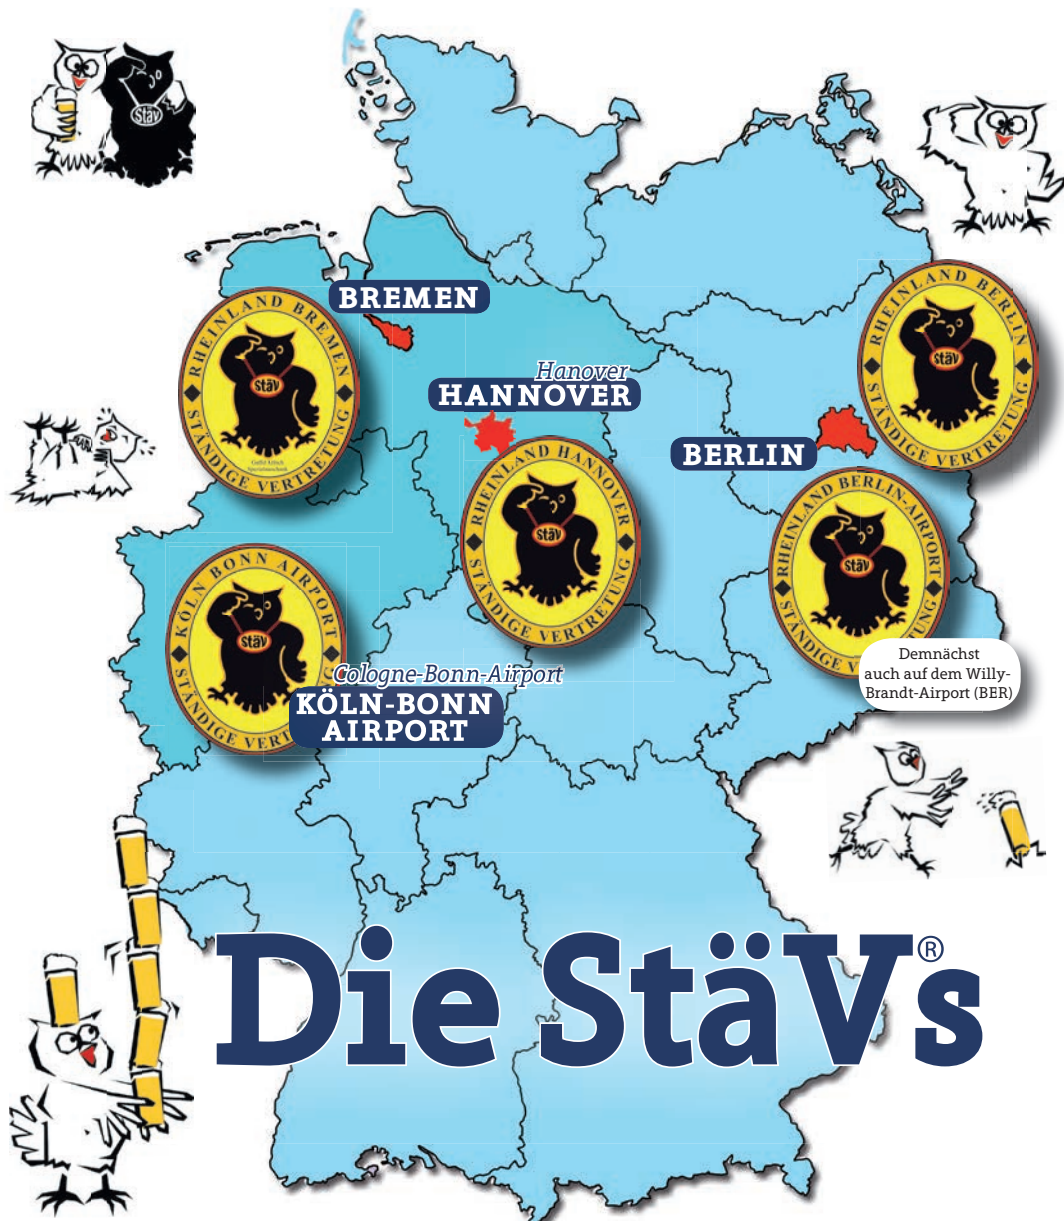 StäV
BREMEN
RHEINLAND BREMEN
stäv
STÄNDIGE VERTRETUNG
Hanover
HANNOVER
RHEINLAND HANNOVER
stäv
STÄNDIGE VERTRETUNG
RHEINLAND BERLIN
stäv
STÄNDIGE VERTRETUNG
BERLIN
RHEINLAND BERLIN-AIRPORT
stäv
STÄNDIGE
Demnächst
auch auf dem Willy-
Brandt-Airport (BER)
KÖLN BONN AIRPORT
stäv
STÄNDIGE VERT
Cologne-Bonn-Airport
KÖLN-BONN
AIRPORT
Die StäVs®